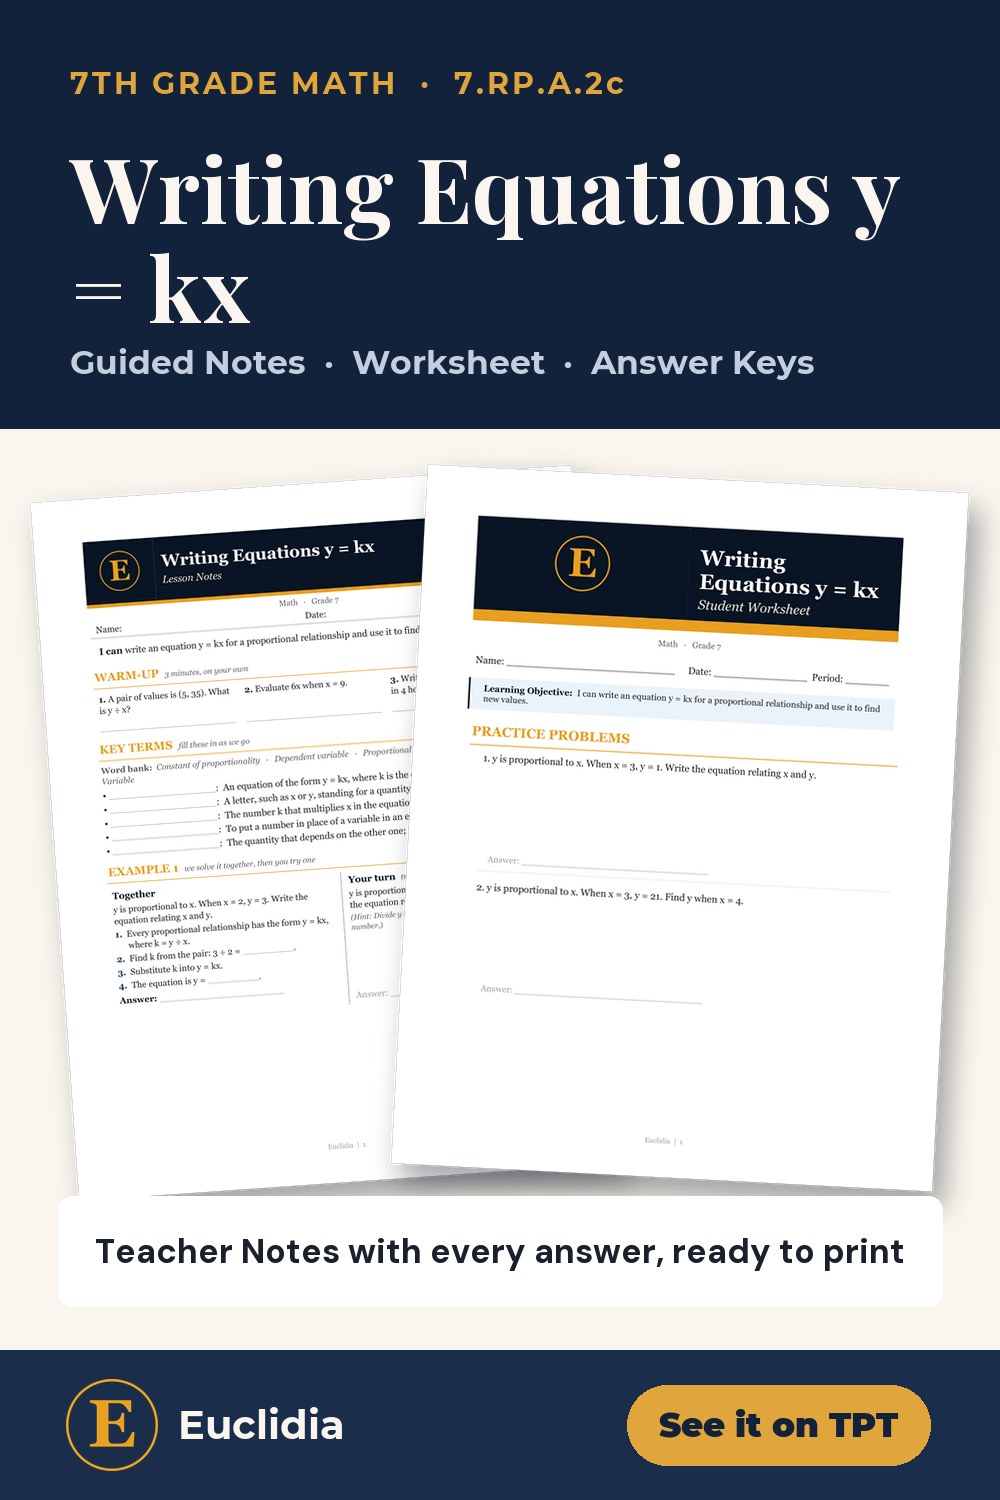 7TH GRADE MATH · 7.RP.A.2c
Writing Equations y
= kx
Guided Notes · Worksheet · Answer Keys
E
Writing Equations y = kx
Lesson Notes
Math · Grade 7
Name:
Date:
I can write an equation y = kx for a proportional relationship and use it to find
WARM-UP 3 minutes, on your own
1. A pair of values is (5, 35). What
is y ÷ x?
2. Evaluate 6x when x = 9.
3.
in 4
KEY TERMS fill these in as we go
Word bank: Constant of proportionality · Dependent variable · Proportional
Variable
• : An equation of the form y = kx, where k is the
• : A letter, such as x or y, standing for a quantity
• : The number k that multiplies x in the
• : To put a number in place of a variable in an
• : The quantity that depends on the other one;
EXAMPLE 1 we solve it together, then you try one
Together
y is proportional to x. When x = 2, y = 3. Write the
equation relating x and y.
1. Every proportional relationship has the form y = kx,
where k = y ÷ x.
2. Find k from the pair: 3 ÷ 2 = .
3. Substitute k into y = kx.
4. The equation is y = .
Answer:
Your turn
y is
the equation
(Hint: Divide y
number.)
Answer:
Euclidia | 1
E
Writing
Equations y = kx
Student Worksheet
Math · Grade 7
Name: Date: Period:
Learning Objective: I can write an equation y = kx for a proportional relationship and use it to find
new values.
PRACTICE PROBLEMS
1. y is proportional to x. When x = 3, y = 1. Write the equation relating x and y.
Answer:
2. y is proportional to x. When x = 3, y = 21. Find y when x = 4.
Answer:
Euclidia | 1
Teacher Notes with every answer, ready to print
E
Euclidia
See it on TPT